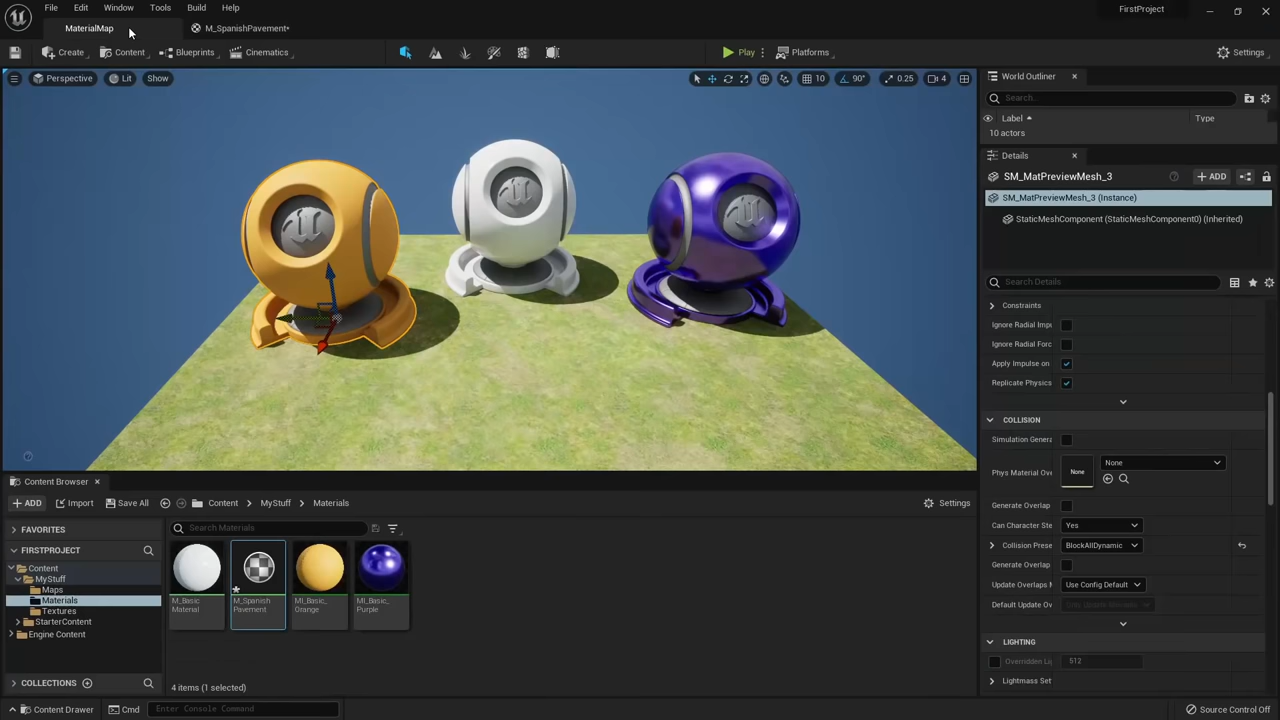 File Edit Window Tools Build Help
FirstProject
MaterialMap
M_SpanishPavement*
Create Content Blueprints Cinematics Play Platforms Settings
Perspective Lit Show 10 90° 0.25 4
World Outliner
Search...
Label Type
10 actors
Details
SM_MatPreviewMesh_3 ADD
SM_MatPreviewMesh_3 (Instance)
StaticMeshComponent (StaticMeshComponent0) (Inherited)
Search Details
Constraints
Ignore Radial Impu
Ignore Radial Forc
Apply Impulse on
Replicate Physics
COLLISION
Simulation Genera
Phys Material Ove None None
Generate Overlap
Can Character Ste Yes
Collision Prese BlockAllDynamic
Generate Overlap
Update Overlaps M Use Config Default
Default Update Ov
LIGHTING
Overridden Lig 512
Lightmass Set
Content Browser
ADD Import Save All Content MyStuff Materials Settings
FAVORITES
Search Materials
FIRSTPROJECT
Content
MyStuff
Maps
Materials
Textures
StarterContent
Engine Content
M_Basic
Material
M_Spanish
Pavement
MI_Basic_
Orange
MI_Basic_
Purple
COLLECTIONS
4 items (1 selected)
Content Drawer Cmd Enter Console Command Source Control Off